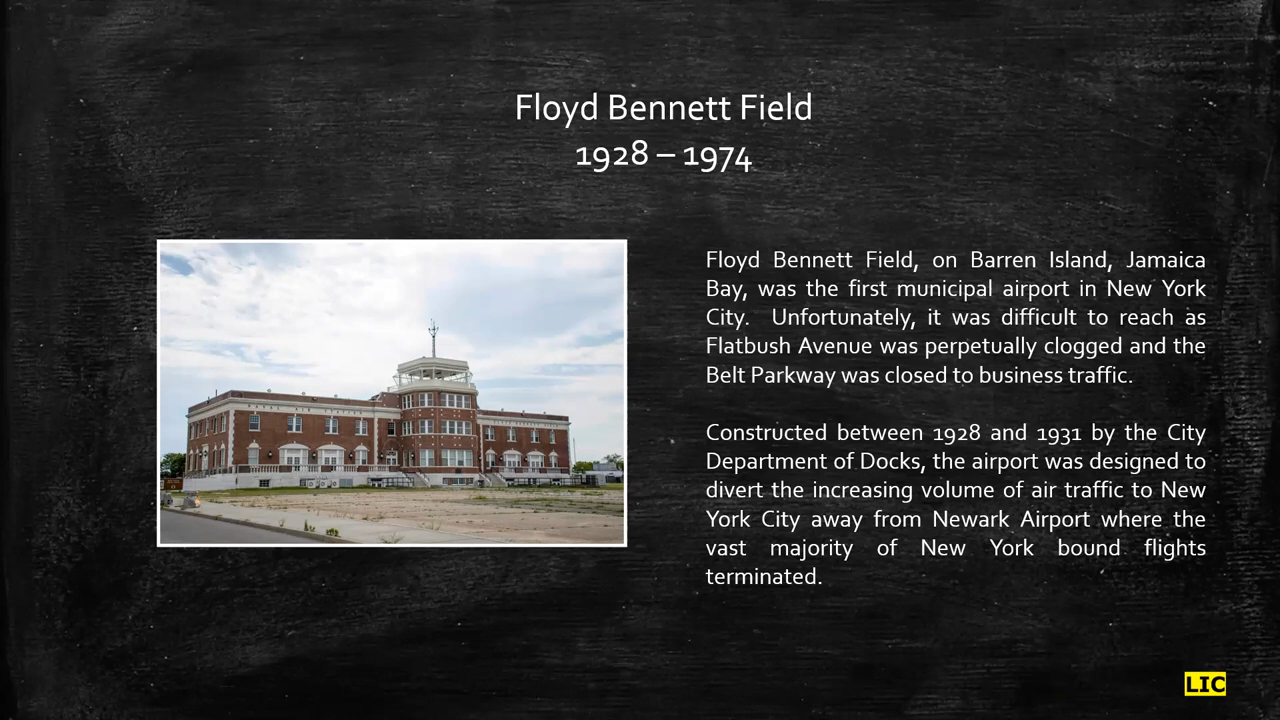 Floyd Bennett Field
1928 – 1974
Floyd Bennett Field, on Barren Island, Jamaica
Bay, was the first municipal airport in New York
City. Unfortunately, it was difficult to reach as
Flatbush Avenue was perpetually clogged and the
Belt Parkway was closed to business traffic.
Constructed between 1928 and 1931 by the City
Department of Docks, the airport was designed to
divert the increasing volume of air traffic to New
York City away from Newark Airport where the
vast majority of New York bound flights
terminated.
LIC